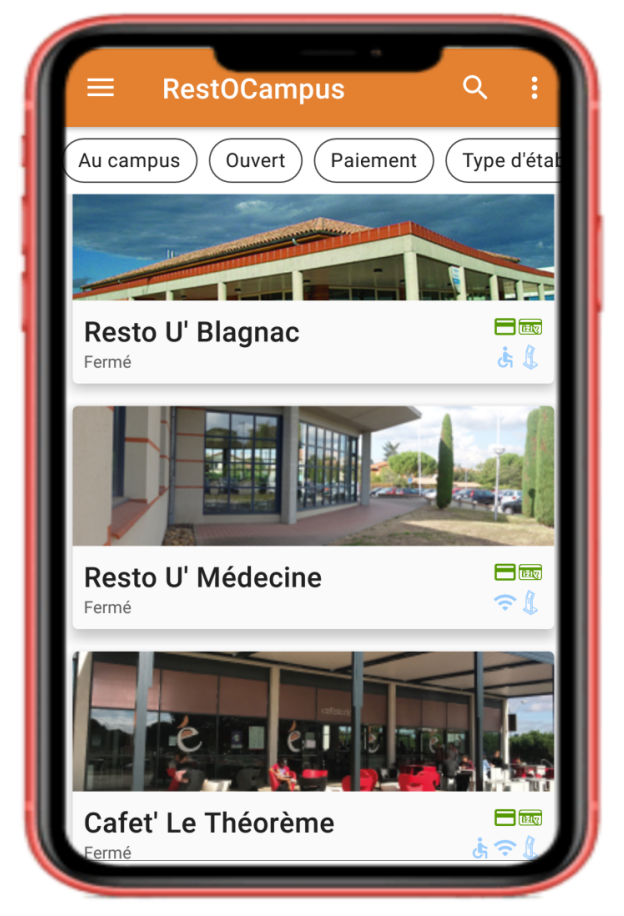 RestOCampus
Au campus
Ouvert
Paiement
Type d'étab
Resto U' Blagnac
Fermé
Resto U' Médecine
Fermé
Cafet' Le Théorème
Fermé